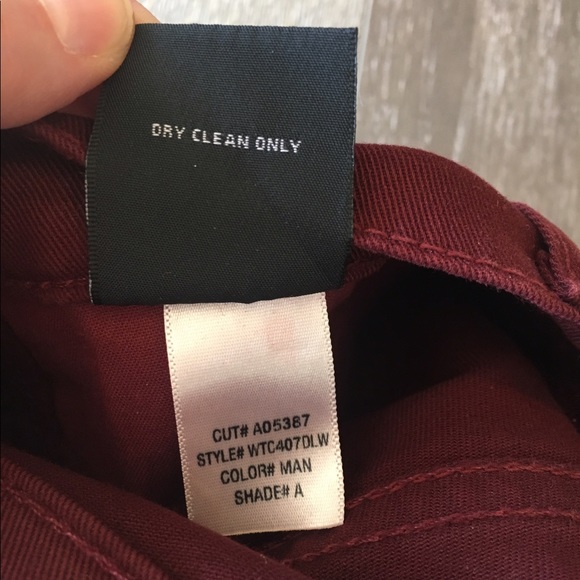 DRY CLEAN ONLY
CUT# A05387
STYLE# WTC407DLW
COLOR# MAN
SHADE# A